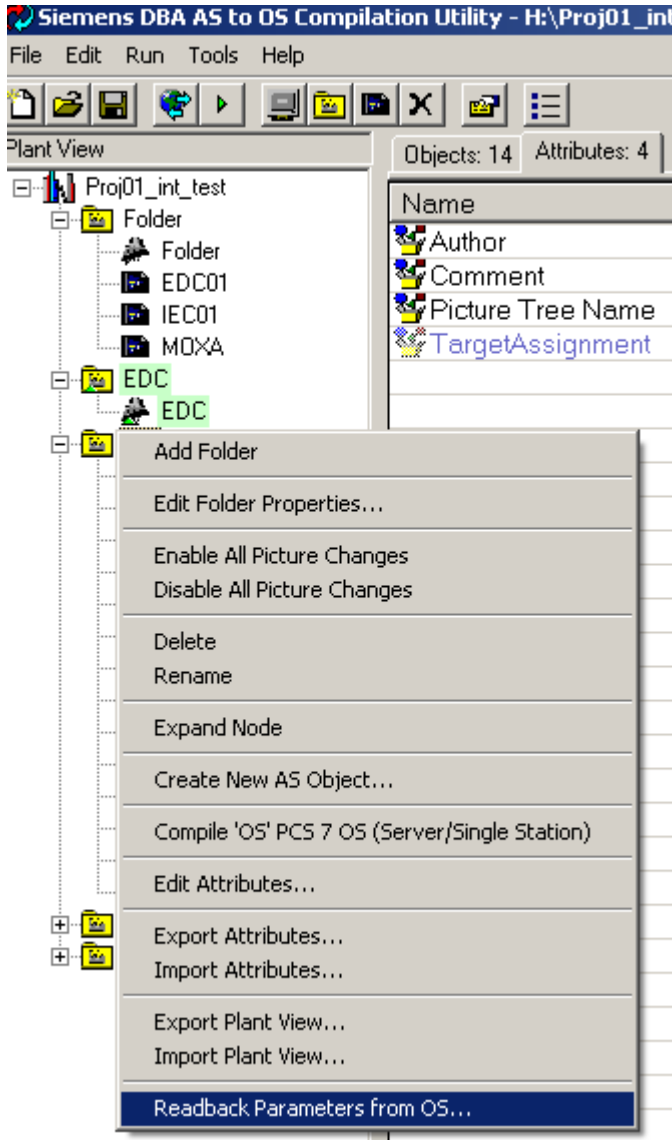 Siemens DBA AS to OS Compilation Utility - H:\Proj01_int
File Edit Run Tools Help
Plant View
Objects: 14 Attributes: 4
Proj01_int_test
Folder
Folder
EDC01
IEC01
MOXA
EDC
EDC
Name
Author
Comment
Picture Tree Name
TargetAssignment
Add Folder
Edit Folder Properties...
Enable All Picture Changes
Disable All Picture Changes
Delete
Rename
Expand Node
Create New AS Object...
Compile 'OS' PCS 7 OS (Server/Single Station)
Edit Attributes...
Export Attributes...
Import Attributes...
Export Plant View...
Import Plant View...
Readback Parameters from OS...